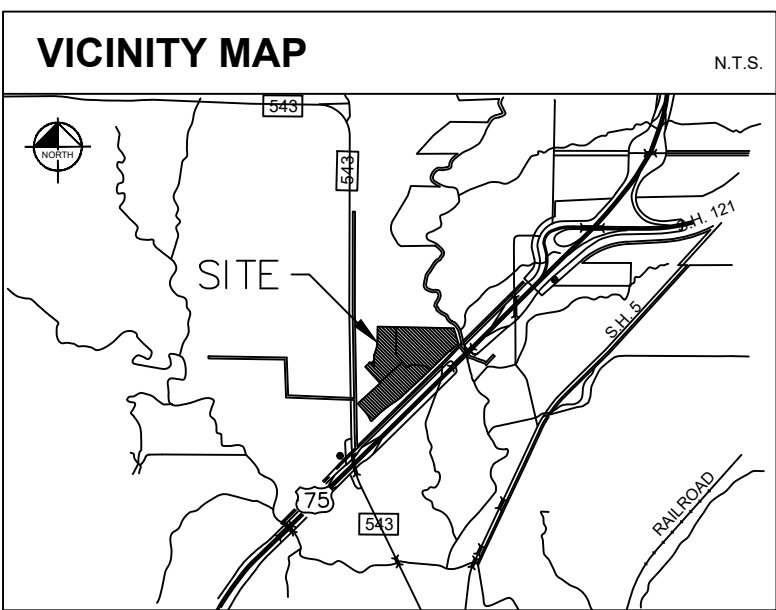 VICINITY MAP
N.T.S.
543
NORTH
543
S.H. 121
SITE
S.H. 5
75
543
RAILROAD